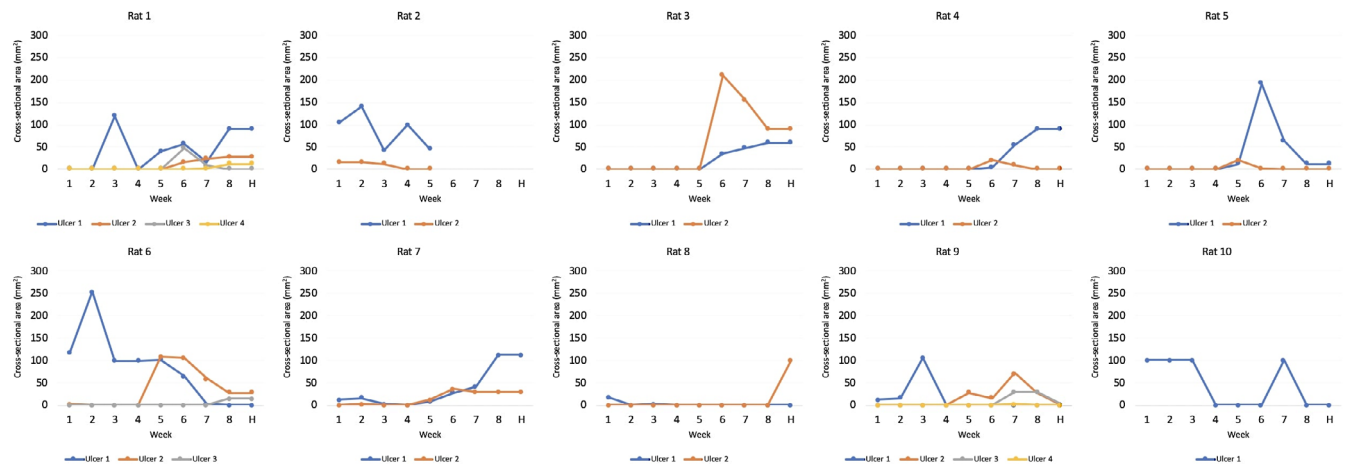 Rat 1
Cross-sectional area (mm²)
300
250
200
150
100
50
0
1 2 3 4 5 6 7 8 H
Week
Ulcer 1 Ulcer 2 Ulcer 3 Ulcer 4
Rat 2
Cross-sectional area (mm²)
300
250
200
150
100
50
0
1 2 3 4 5 6 7 8 H
Week
Ulcer 1 Ulcer 2
Rat 3
Cross-sectional area (mm²)
300
250
200
150
100
50
0
1 2 3 4 5 6 7 8 H
Week
Ulcer 1 Ulcer 2
Rat 4
Cross-sectional area (mm²)
300
250
200
150
100
50
0
1 2 3 4 5 6 7 8 H
Week
Ulcer 1 Ulcer 2
Rat 5
Cross-sectional area (mm²)
300
250
200
150
100
50
0
1 2 3 4 5 6 7 8 H
Week
Ulcer 1 Ulcer 2
Rat 6
Cross-sectional area (mm²)
300
250
200
150
100
50
0
1 2 3 4 5 6 7 8 H
Week
Ulcer 1 Ulcer 2 Ulcer 3
Rat 7
Cross-sectional area (mm²)
300
250
200
150
100
50
0
1 2 3 4 5 6 7 8 H
Week
Ulcer 1 Ulcer 2
Rat 8
Cross-sectional area (mm²)
300
250
200
150
100
50
0
1 2 3 4 5 6 7 8 H
Week
Ulcer 1 Ulcer 2
Rat 9
Cross-sectional area (mm²)
300
250
200
150
100
50
0
1 2 3 4 5 6 7 8 H
Week
Ulcer 1 Ulcer 2 Ulcer 3 Ulcer 4
Rat 10
Cross-sectional area (mm²)
300
250
200
150
100
50
0
1 2 3 4 5 6 7 8 H
Week
Ulcer 1